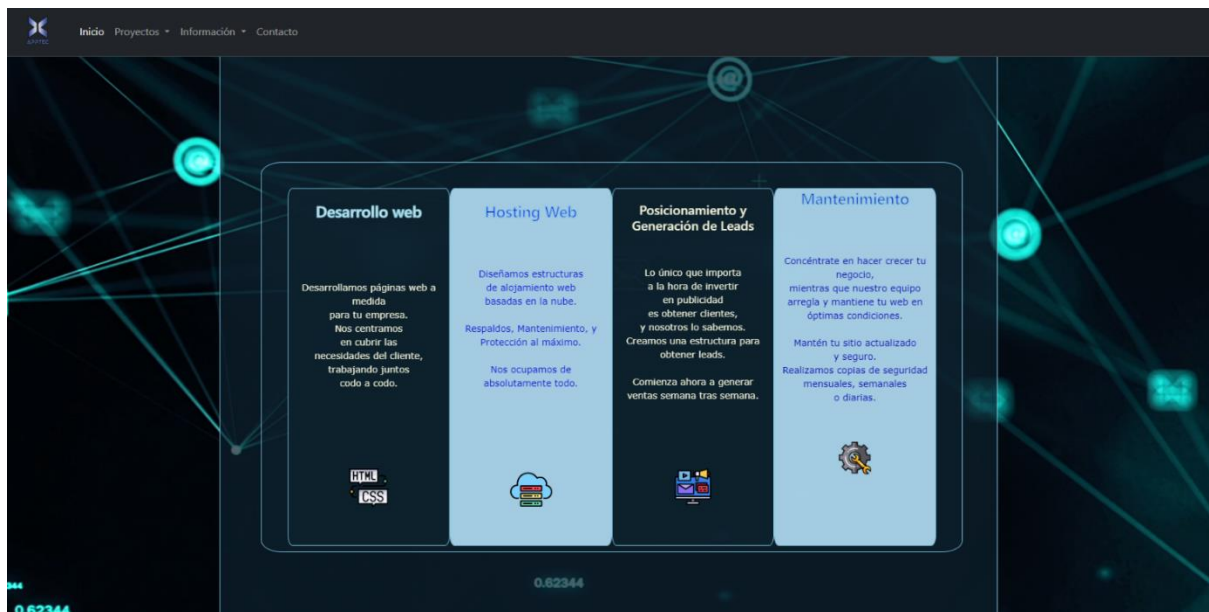 Inicio Proyectos Información Contacto
Desarrollo web
Desarrollamos páginas web a
medida
para tu empresa.
Nos centramos
en cubrir las
necesidades del cliente,
trabajando juntos
codo a codo.
HTML
CSS
Hosting Web
Diseñamos estructuras
de alojamiento web
basadas en la nube.
Respaldos, Mantenimiento, y
Protección al máximo.
Nos ocupamos de
absolutamente todo.
Posicionamiento y
Generación de Leads
Lo único que importa
a la hora de invertir
en publicidad
es obtener clientes,
y nosotros lo sabemos.
Creamos una estructura para
obtener leads.
Comienza ahora a generar
ventas semana tras semana.
Mantenimiento
Concéntrate en hacer crecer tu
negocio,
mientras que nuestro equipo
arregla y mantiene tu web en
óptimas condiciones.
Mantén tu sitio actualizado
y seguro.
Realizamos copias de seguridad
mensuales, semanales
o diarias.
@
0.62344
344
0.62344